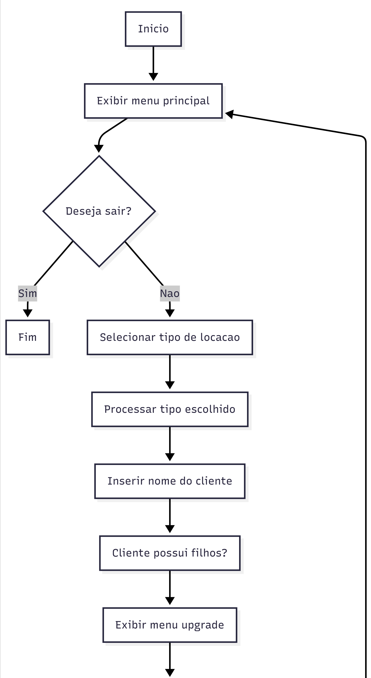 Inicio
Exibir menu principal
Deseja sair?
Sim
Nao
Fim
Selecionar tipo de locacao
Processar tipo escolhido
Inserir nome do cliente
Cliente possui filhos?
Exibir menu upgrade